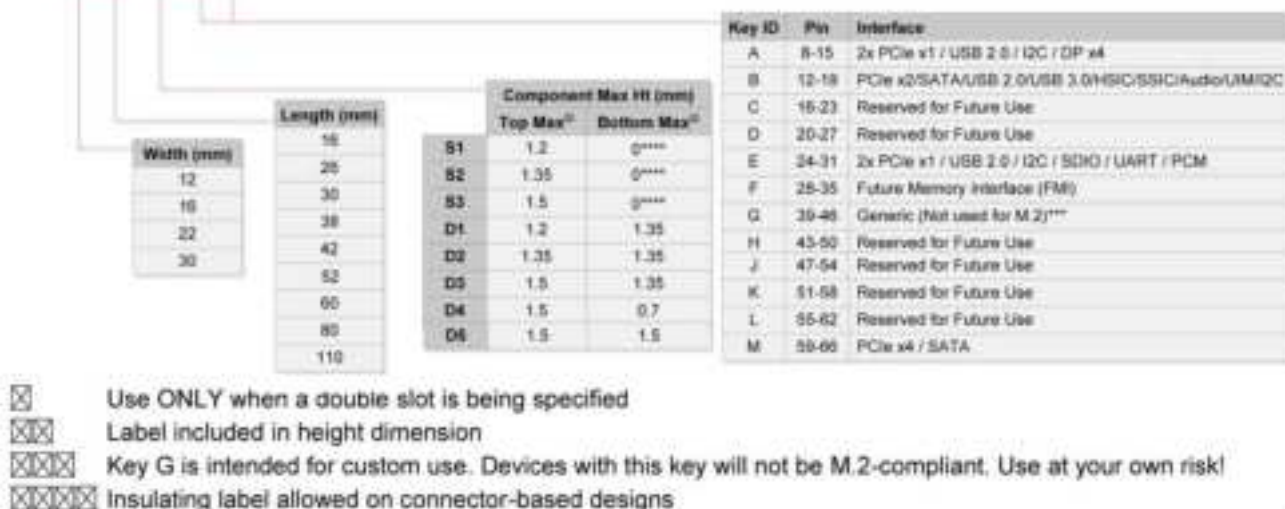 Key ID Pin Interface
A 8-15 2x PCIe x1 / USB 2.0 / I2C / DP x4
B 12-19 PCIe x2/SATA/USB 2.0/USB 3.0/HSIC/SSIC/Audio/UIM/I2C
C 16-23 Reserved for Future Use
D 20-27 Reserved for Future Use
E 24-31 2x PCIe x1 / USB 2.0 / I2C / SDIO / UART / PCM
F 28-35 Future Memory Interface (FMI)
G 39-46 Generic (Not used for M.2)***
H 43-50 Reserved for Future Use
J 47-54 Reserved for Future Use
K 51-58 Reserved for Future Use
L 55-62 Reserved for Future Use
M 59-66 PCIe x4 / SATA
Component Max Ht (mm)
Top Max Bottom Max
S1 1.2 0****
S2 1.35 0****
S3 1.5 0****
D1 1.2 1.35
D2 1.35 1.35
D3 1.5 1.35
D4 1.5 0.7
D5 1.5 1.5
Length (mm)
16
26
30
38
42
52
60
80
110
Width (mm)
12
16
22
30
Use ONLY when a double slot is being specified
Label included in height dimension
Key G is intended for custom use. Devices with this key will not be M.2-compliant. Use at your own risk!
Insulating label allowed on connector-based designs